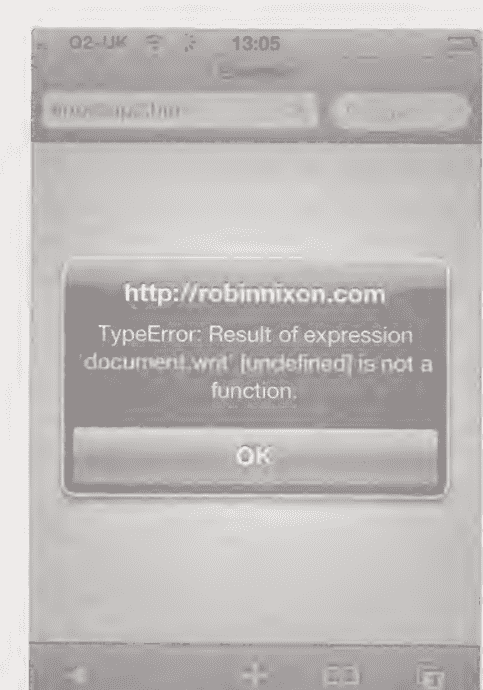 O2-UK 13:05
http://robinnixon.com
TypeError: Result of expression
'document.writ' [undefined] is not a
function.
OK